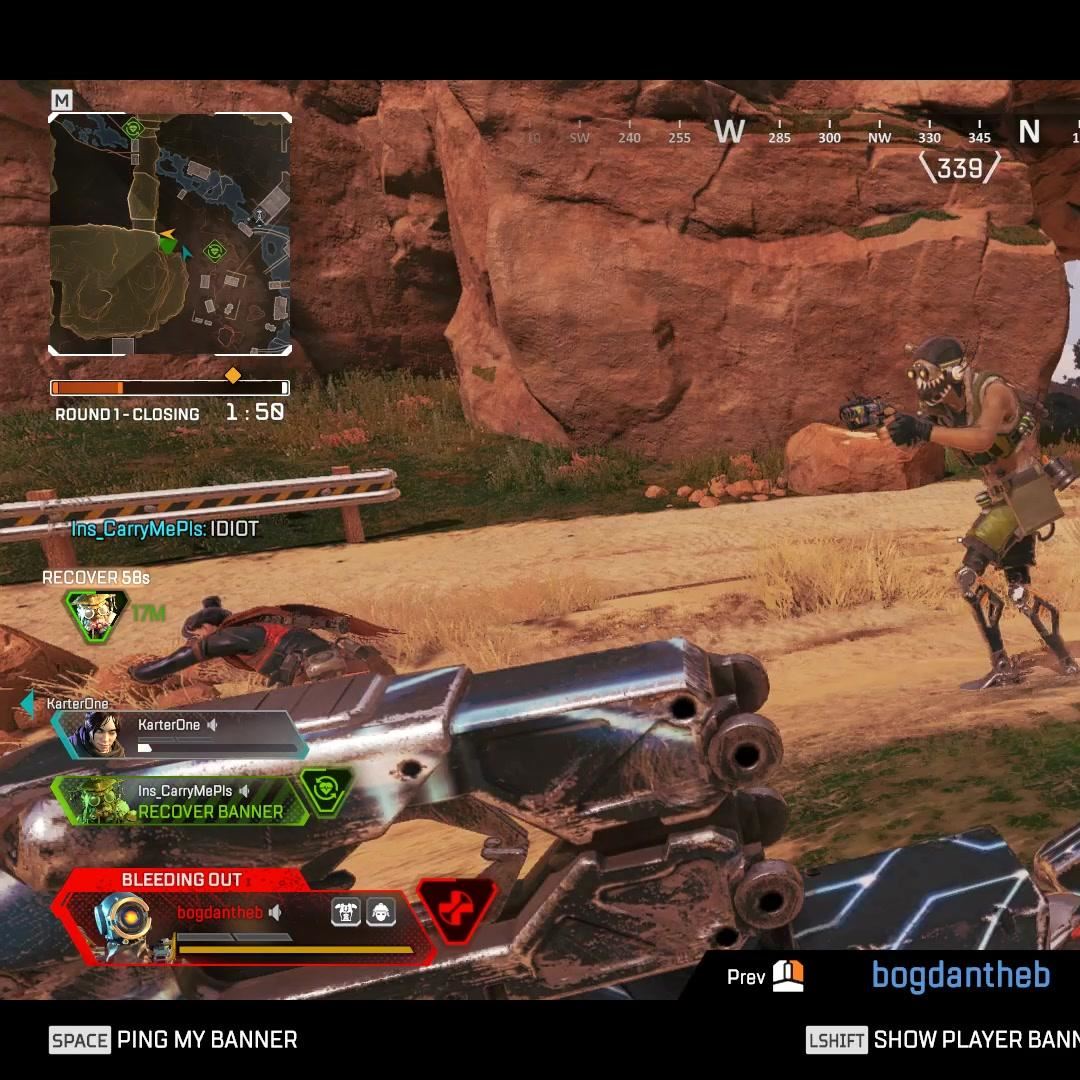 M
SW 240 255 W 285 300 NW 330 345 N
339
ROUND 1 - CLOSING 1:50
Ins_CarryMePls: IDIOT
RECOVER 58s
17M
KarterOne
KarterOne
Ins_CarryMePls
RECOVER BANNER
BLEEDING OUT
bogdantheb
Prev
bogdantheb
SPACE PING MY BANNER
LSHIFT SHOW PLAYER BANN